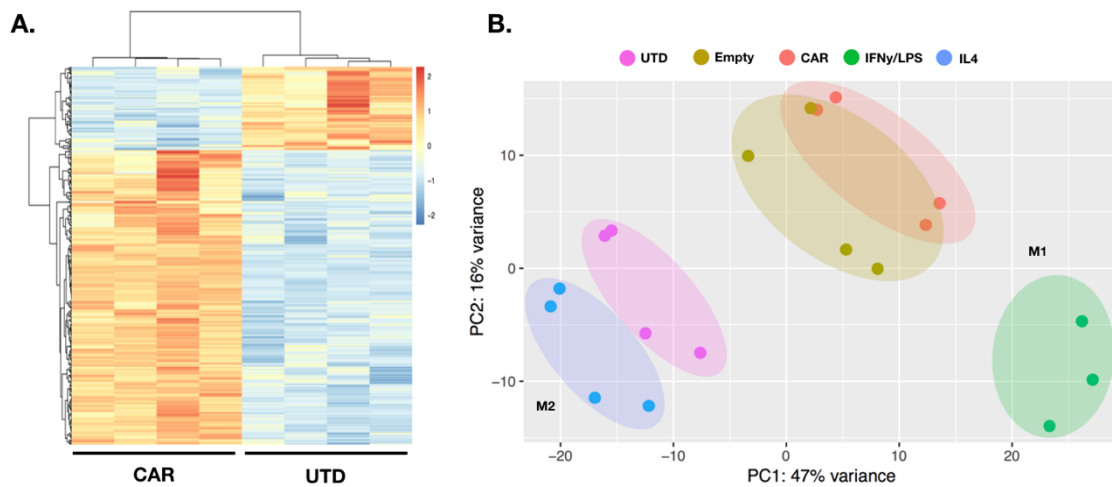 A.
2
1
0
-1
-2
CAR
UTD
B.
UTD Empty CAR IFNy/LPS IL4
10
0
−10
PC2: 16% variance
M1
M2
−20 −10 0 10 20
PC1: 47% variance